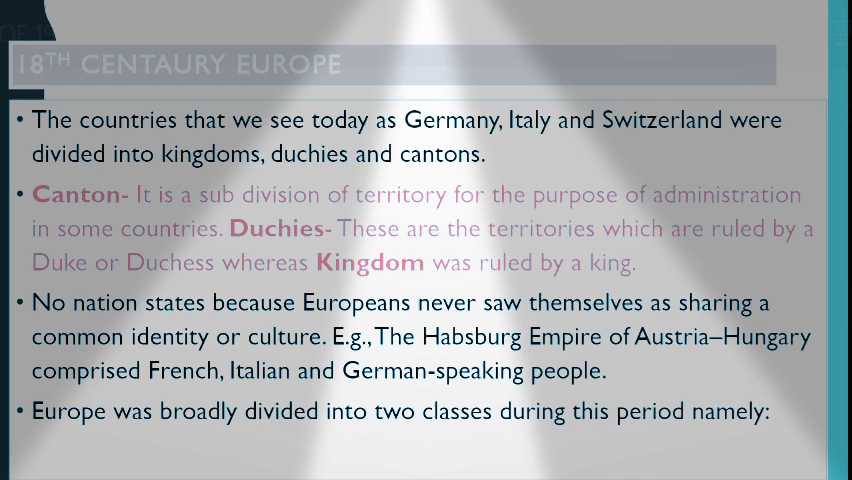 OF 19
18TH CENTAURY EUROPE
• The countries that we see today as Germany, Italy and Switzerland were
divided into kingdoms, duchies and cantons.
• Canton- It is a sub division of territory for the purpose of administration
in some countries. Duchies- These are the territories which are ruled by a
Duke or Duchess whereas Kingdom was ruled by a king.
• No nation states because Europeans never saw themselves as sharing a
common identity or culture. E.g., The Habsburg Empire of Austria–Hungary
comprised French, Italian and German-speaking people.
• Europe was broadly divided into two classes during this period namely: